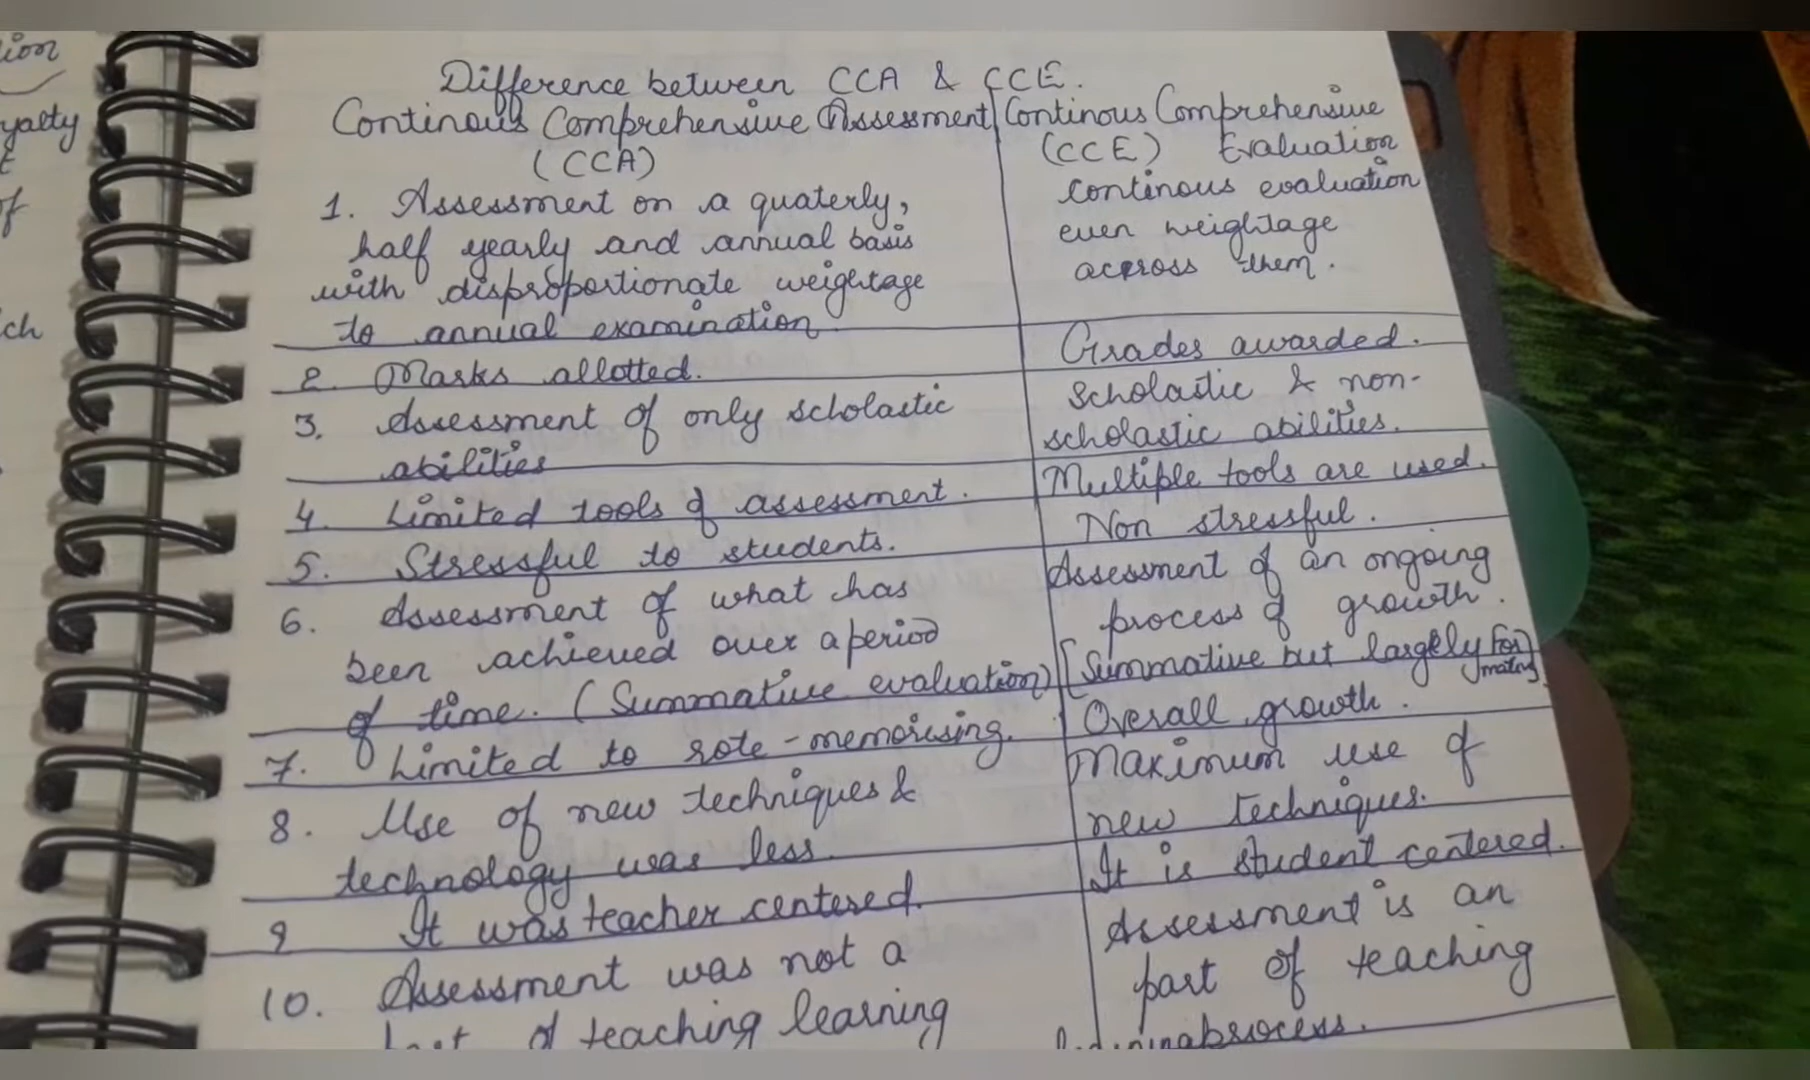 ion
yalty
t
of
ch
Difference between CCA & CCE.
Continous Comprehensive Assessment
(CCA)
Continous Comprehensive
(CCE) Evaluation
1. Assessment on a quaterly,
half yearly and annual basis
with disproportionate weightage
to annual examination
continous evaluation
even weightage
across them.
2. Marks allotted.
Grades awarded.
3. Assessment of only scholastic
abilities
Scholastic & non-
scholastic abilities.
4. Limited tools of assessment.
Multiple tools are used.
5. Stressful to students.
Non stressful.
6. Assessment of what has
been achieved over a period
of time. (Summative evaluation)
Assessment of an ongoing
process of growth.
[Summative but largely For
mating
7. Limited to rote-memorising.
Overall growth.
8. Use of new techniques &
technology was less.
Maximum use of
new techniques.
9 It was teacher centered.
It is student centered.
10. Assessment was not a
of teaching learning
Assessment is an
part of teaching
process.